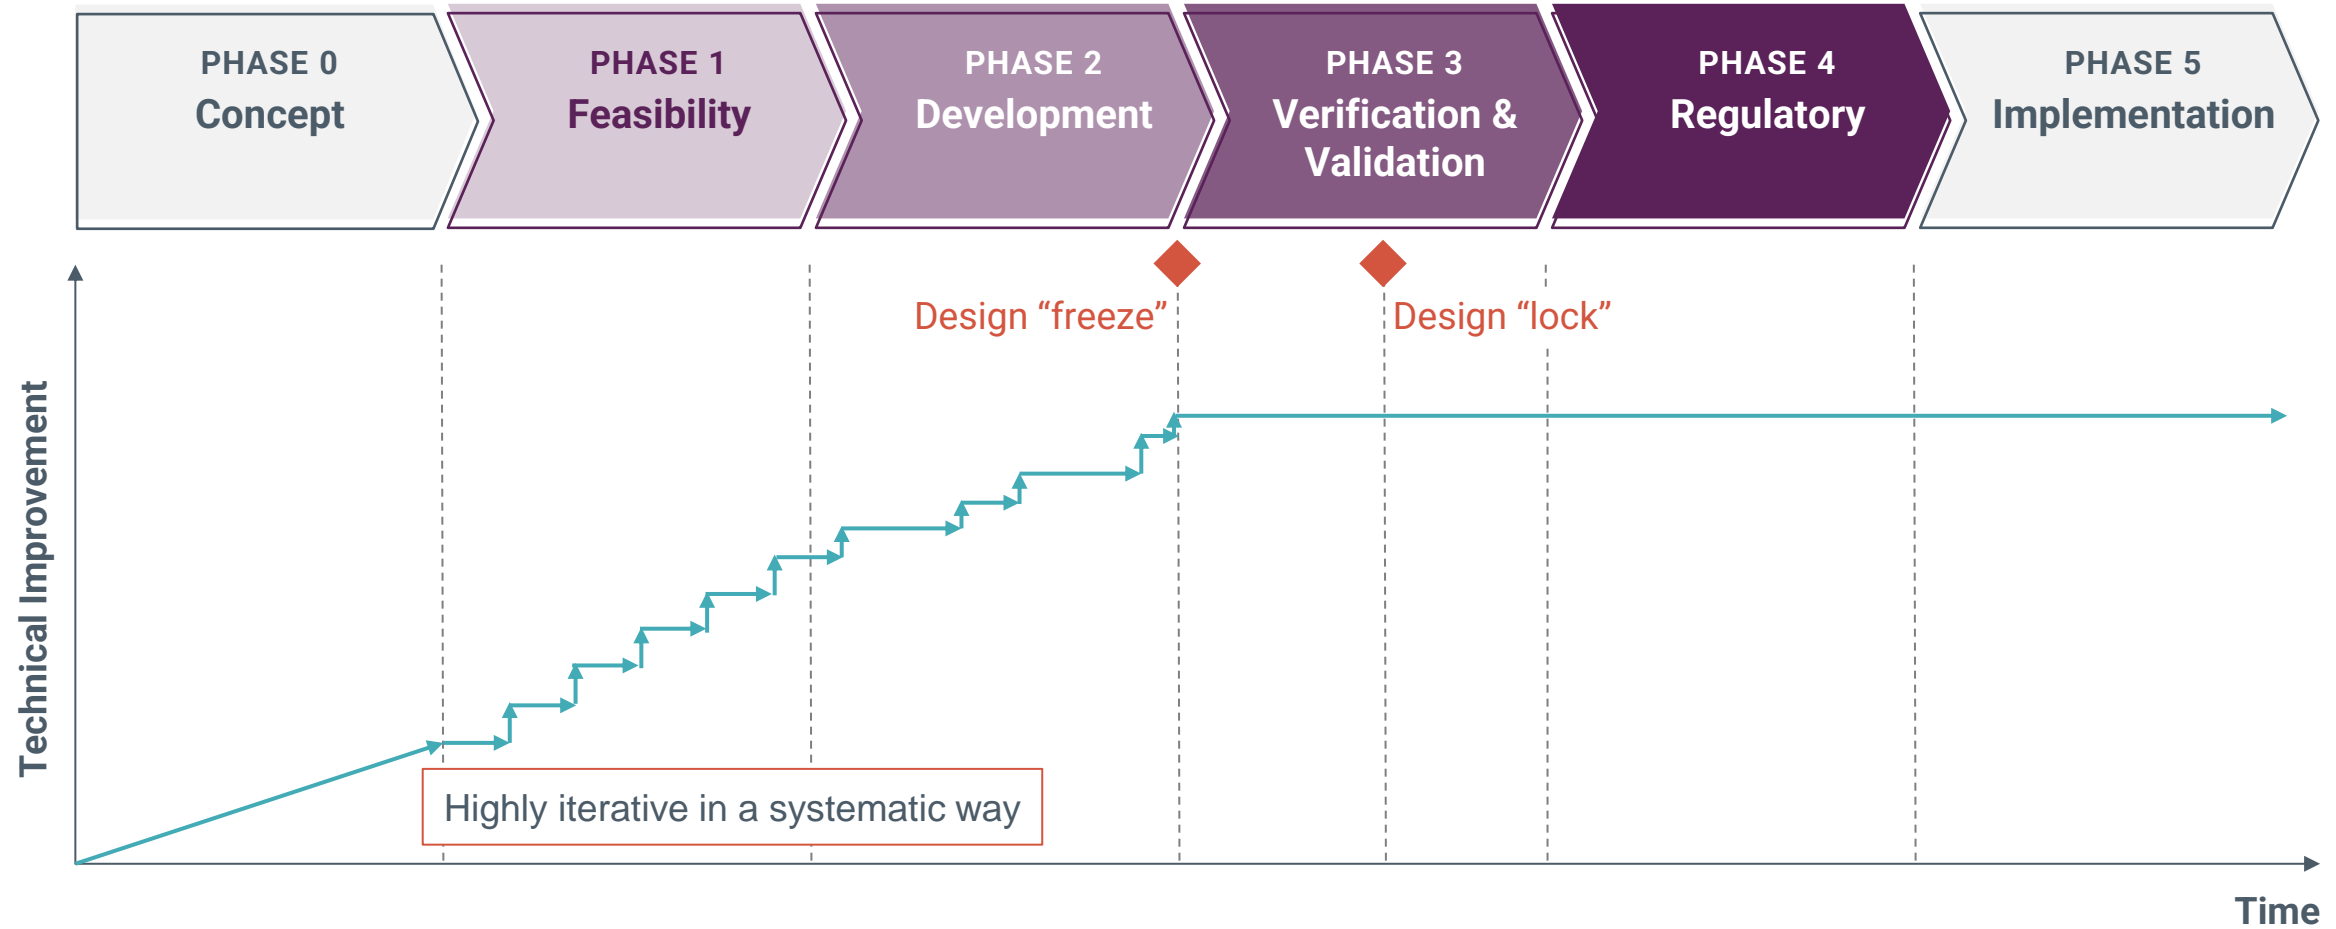 PHASE 0
Concept
PHASE 1
Feasibility
PHASE 2
Development
PHASE 3
Verification &
Validation
PHASE 4
Regulatory
PHASE 5
Implementation
Design “freeze”
Design “lock”
Technical Improvement
Highly iterative in a systematic way
Time